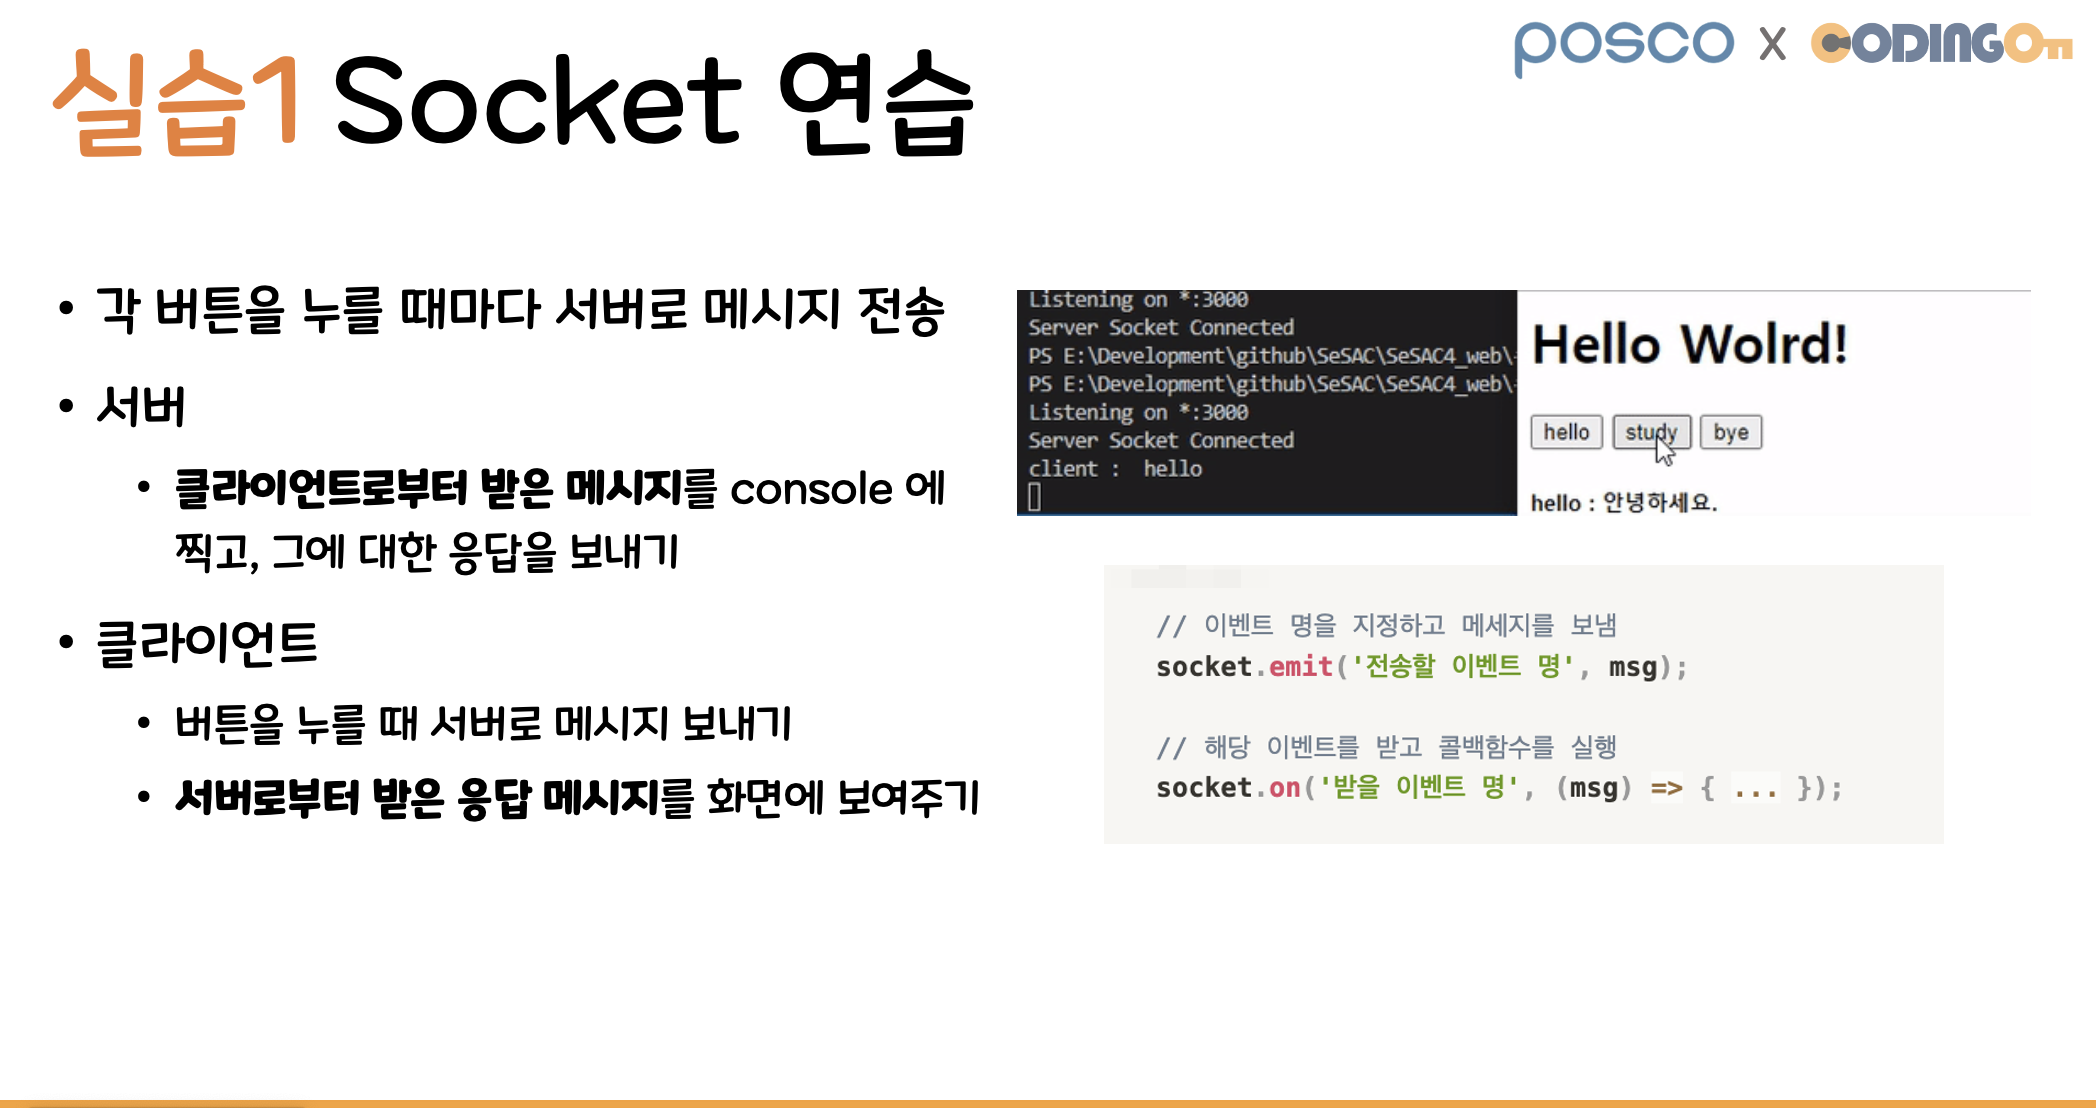 posco x CODINGOn
실습1 Socket 연습
• 각 버튼을 누를 때마다 서버로 메시지 전송
• 서버
• 클라이언트로부터 받은 메시지를 console 에
찍고, 그에 대한 응답을 보내기
• 클라이언트
• 버튼을 누를 때 서버로 메시지 보내기
• 서버로부터 받은 응답 메시지를 화면에 보여주기
Listening on *:3000
Server Socket Connected
PS E:\Development\github\SeSAC\SeSAC4_web\
PS E:\Development\github\SeSAC\SeSAC4_web\
Listening on *:3000
Server Socket Connected
client :  hello
Hello Wolrd!
hello study bye
hello : 안녕하세요.
// 이벤트 명을 지정하고 메세지를 보냄
socket.emit('전송할 이벤트 명', msg);
// 해당 이벤트를 받고 콜백함수를 실행
socket.on('받을 이벤트 명', (msg) => { ... });